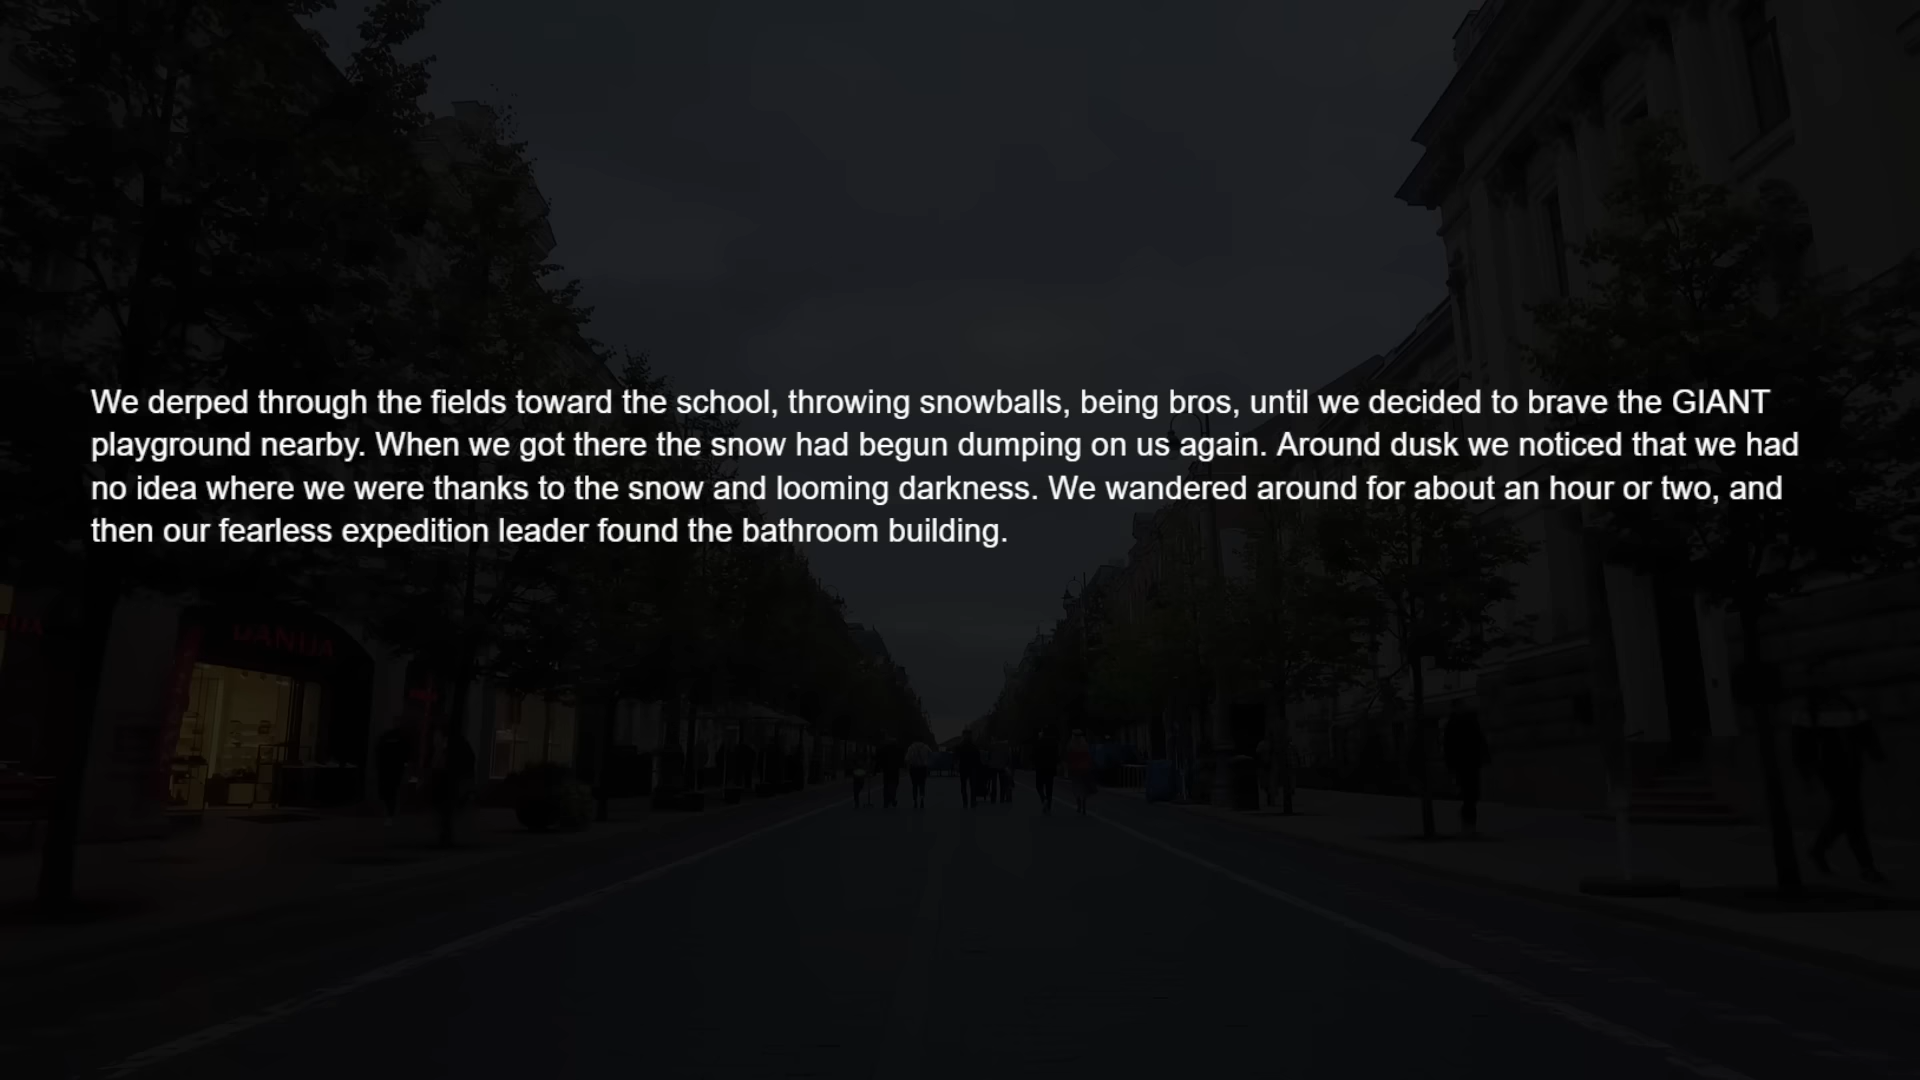 We derped through the fields toward the school, throwing snowballs, being bros, until we decided to brave the GIANT
playground nearby. When we got there the snow had begun dumping on us again. Around dusk we noticed that we had
no idea where we were thanks to the snow and looming darkness. We wandered around for about an hour or two, and
then our fearless expedition leader found the bathroom building.
DANIJA